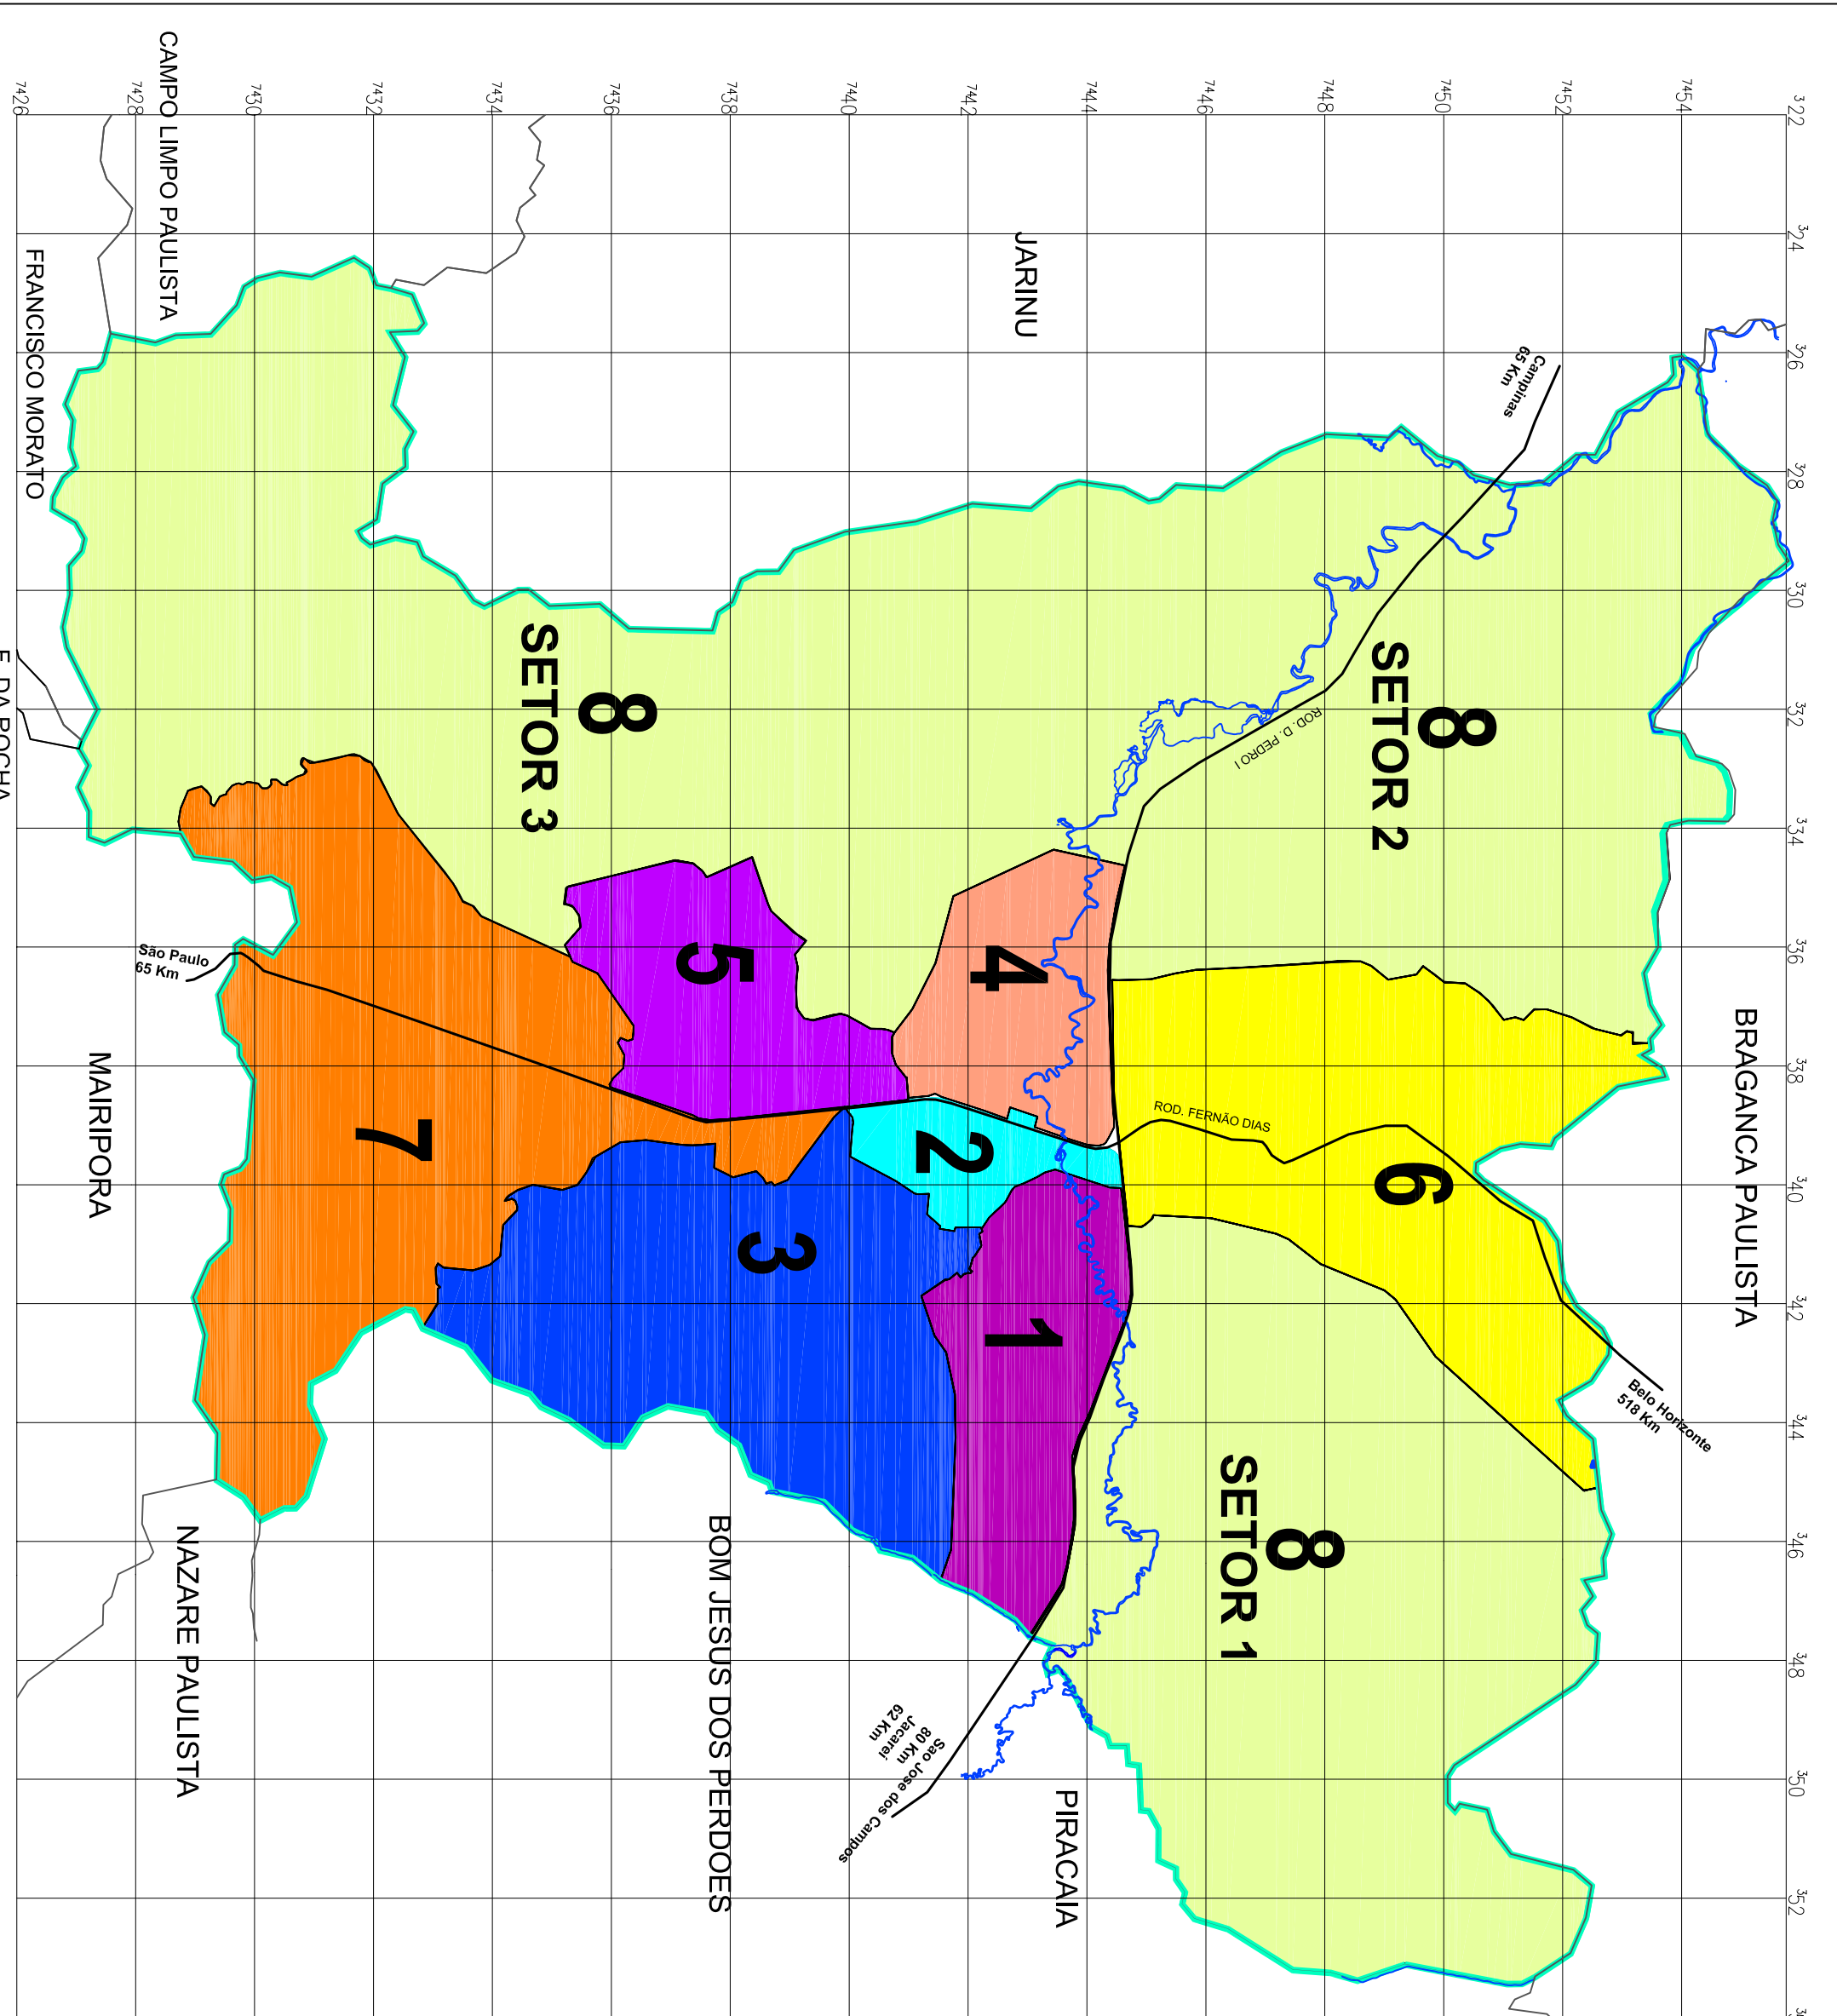 322
324
326
328
330
332
334
336
338
340
342
344
346
348
350
352
7454
7452
7450
7448
7446
7444
7442
7440
7438
7436
7434
7432
7430
7428
7426
BRAGANCA PAULISTA
Belo Horizonte
518 Km
Campinas
65 Km
8
SETOR 2
6
8
SETOR 1
ROD. D. PEDRO I
ROD. FERNÃO DIAS
JARINU
4
1
2
PIRACAIA
Sao Jose dos Campos
80 Km
Jacarei
62 Km
3
5
8
SETOR 3
BOM JESUS DOS PERDOES
7
São Paulo
65 Km
CAMPO LIMPO PAULISTA
NAZARE PAULISTA
MAIRIPORA
FRANCISCO MORATO